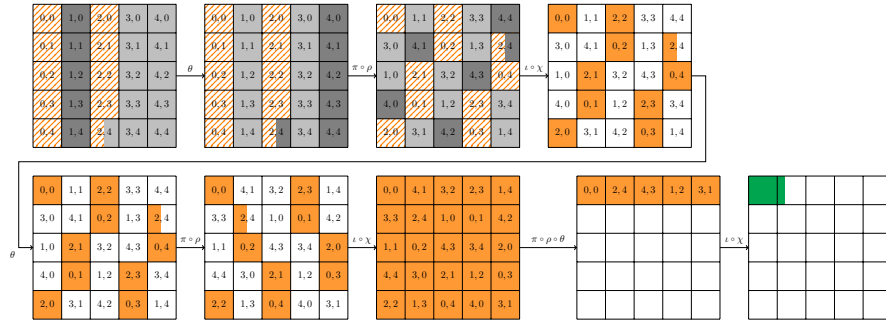 0,0 1,0 2,0 3,0 4,0 0,0 1,0 2,0 3,0 4,0 0,0 1,1 2,2 3,3 4,4 0,0 1,1 2,2 3,3 4,4
0,1 1,1 2,1 3,1 4,1 0,1 1,1 2,1 3,1 4,1 3,0 4,1 0,2 1,3 2,4 3,0 4,1 0,2 1,3 2,4
θ π∘ρ ι∘χ
0,2 1,2 2,2 3,2 4,2 0,2 1,2 2,2 3,2 4,2 1,0 2,1 3,2 4,3 0,4 1,0 2,1 3,2 4,3 0,4
0,3 1,3 2,3 3,3 4,3 0,3 1,3 2,3 3,3 4,3 4,0 0,1 1,2 2,3 3,4 4,0 0,1 1,2 2,3 3,4
0,4 1,4 2,4 3,4 4,4 0,4 1,4 2,4 3,4 4,4 2,0 3,1 4,2 0,3 1,4 2,0 3,1 4,2 0,3 1,4
0,0 1,1 2,2 3,3 4,4 0,0 4,1 3,2 2,3 1,4 0,0 4,1 3,2 2,3 1,4 0,0 2,4 4,3 1,2 3,1
3,0 4,1 0,2 1,3 2,4 3,3 2,4 1,0 0,1 4,2 3,3 2,4 1,0 0,1 4,2
π∘ρ ι∘χ π∘ρ∘θ ι∘χ
1,0 2,1 3,2 4,3 0,4 1,1 0,2 4,3 3,4 2,0 1,1 0,2 4,3 3,4 2,0
θ
4,0 0,1 1,2 2,3 3,4 4,4 3,0 2,1 1,2 0,3 4,4 3,0 2,1 1,2 0,3
2,0 3,1 4,2 0,3 1,4 2,2 1,3 0,4 4,0 3,1 2,2 1,3 0,4 4,0 3,1